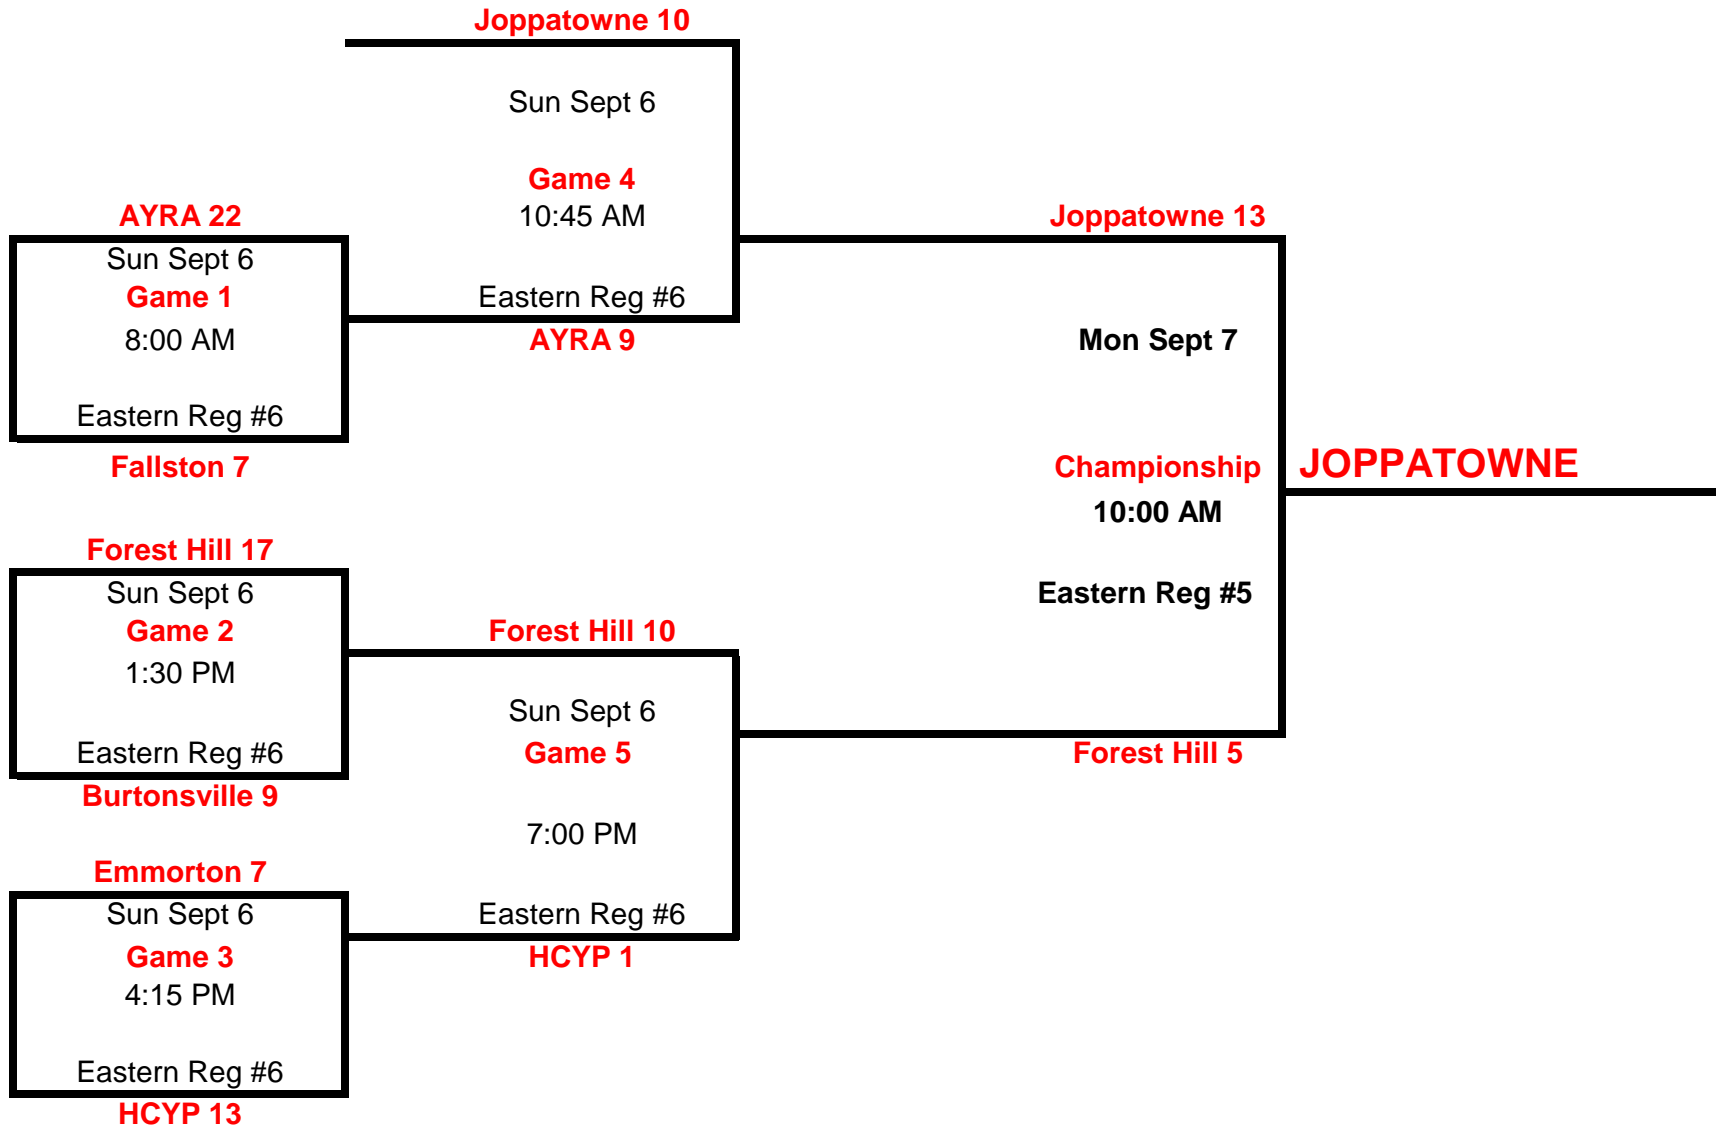 Joppatowne 10
Sun Sept 6
Game 4
10:45 AM
Eastern Reg #6
AYRA 9
AYRA 22
Sun Sept 6
Game 1
8:00 AM
Eastern Reg #6
Fallston 7
Forest Hill 17
Sun Sept 6
Game 2
1:30 PM
Eastern Reg #6
Burtonsville 9
Emmorton 7
Sun Sept 6
Game 3
4:15 PM
Eastern Reg #6
HCYP 13
Forest Hill 10
Sun Sept 6
Game 5
7:00 PM
Eastern Reg #6
HCYP 1
Joppatowne 13
Mon Sept 7
Championship
10:00 AM
Eastern Reg #5
Forest Hill 5
JOPPATOWNE